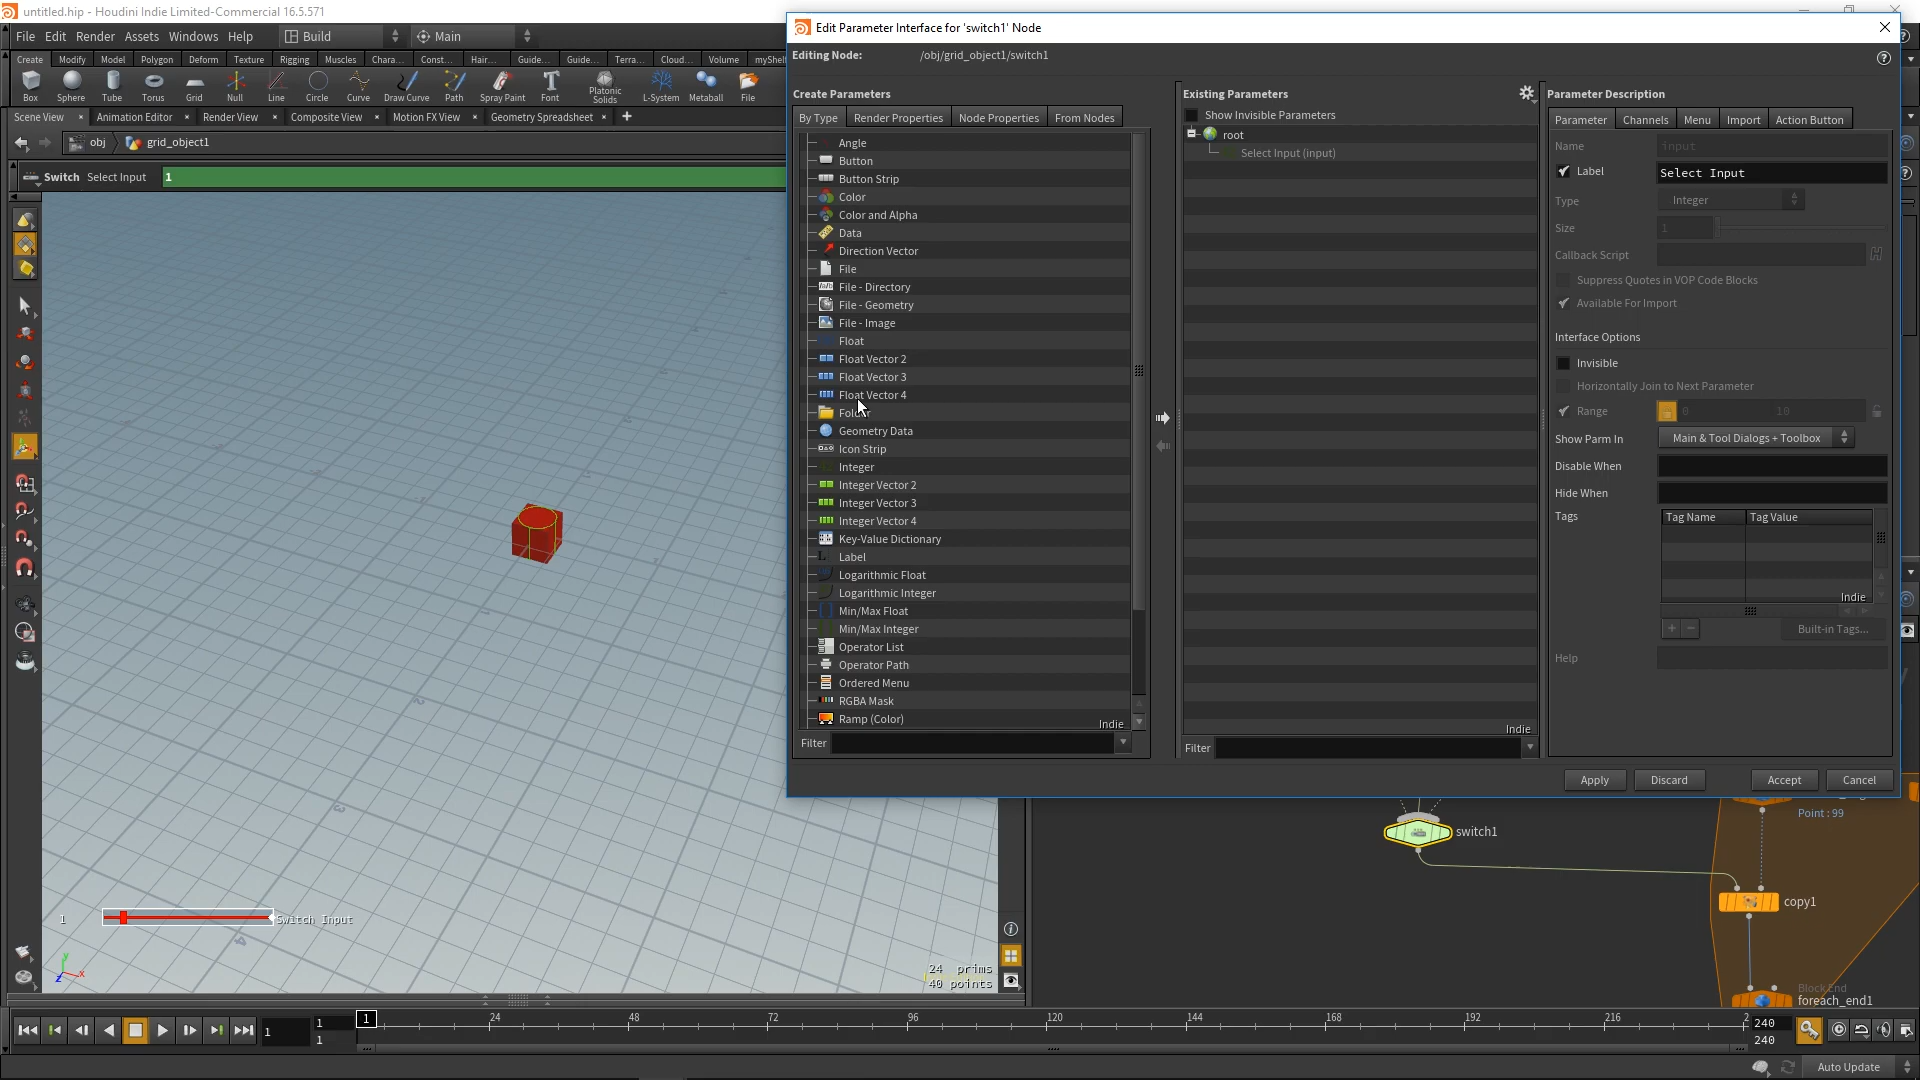 untitled.hip - Houdini Indie Limited-Commercial 16.5.571
File Edit Render Assets Windows Help Build Main
Create Modify Model Polygon Deform Texture Rigging Muscles Chara... Const... Hair... Guide... Guide... Terra... Cloud... Volume
Box Sphere Tube Torus Grid Null Line Circle Curve Draw Curve Path Spray Paint Font Platonic Solids L-System Metaball File
Scene View × Animation Editor × Render View × Composite View × Motion FX View × Geometry Spreadsheet ×
obj grid_object1
Switch Select Input 1
1 Switch Input
24 prims
40 points
Edit Parameter Interface for 'switch1' Node
Editing Node: /obj/grid_object1/switch1
Create Parameters
By Type Render Properties Node Properties From Nodes
Angle
Button
Button Strip
Color
Color and Alpha
Data
Direction Vector
File
File - Directory
File - Geometry
File - Image
Float
Float Vector 2
Float Vector 3
Float Vector 4
Geometry Data
Icon Strip
Integer
Integer Vector 2
Integer Vector 3
Integer Vector 4
Key-Value Dictionary
Label
Logarithmic Float
Logarithmic Integer
Min/Max Float
Min/Max Integer
Operator List
Operator Path
Ordered Menu
RGBA Mask
Ramp (Color)
Indie
Filter
Existing Parameters
Show Invisible Parameters
root
Select Input (input)
Indie
Filter
Parameter Description
Parameter Channels Menu Import Action Button
Name input
Label Select Input
Type Integer
Size 1
Callback Script
Suppress Quotes in VOP Code Blocks
Available For Import
Interface Options
Invisible
Horizontally Join to Next Parameter
Range 0 10
Show Parm In Main & Tool Dialogs + Toolbox
Disable When
Hide When
Tags Tag Name Tag Value
Indie
+ − Built-in Tags...
Help
Apply Discard Accept Cancel
switch1
Point : 99
copy1
Block End
foreach_end1
1 1 1 1 24 48 72 96 120 144 168 192 216 2 240
240
Auto Update